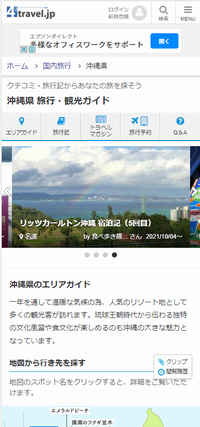 4travel.jp
ログイン
新規登録
検索
MENU
エプソンダイレクト
多様なオフィスワークをサポート
開く
ホーム > 国内旅行 > 沖縄県
クチコミ・旅行記からあなたの旅を探そう
沖縄県 旅行・観光ガイド
エリアガイド
旅行記
トラベル
マガジン
旅行予約
Q&A
リッツカールトン沖縄 宿泊記（5回目）
名護
by 食べ歩き隊... さん 2021/10/04～
沖縄県のエリアガイド
一年を通して温暖な気候の為、人気のリゾート地とし
て多くの観光客が訪れます。琉球王朝時代から伝わる独特
の文化風習や食文化が楽しめるのも沖縄の大きな魅力と
なっています。
地図から行き先を探す
地図のスポット名をクリックすると、詳細をご覧いただ
けます。
クリップ
閲覧履歴
エメラルドビーチ
備瀬のフクギ並木